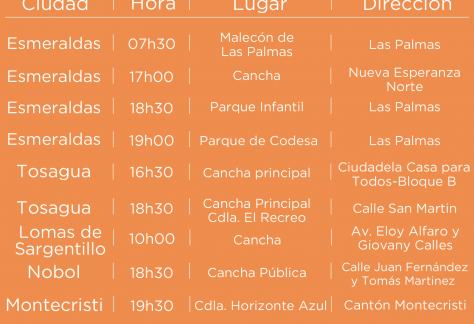 Ciudad Hora Lugar Dirección
Esmeraldas 07h30 Malecón de Las Palmas Las Palmas
Esmeraldas 17h00 Cancha Nueva Esperanza Norte
Esmeraldas 18h30 Parque Infantil Las Palmas
Esmeraldas 19h00 Parque de Codesa Las Palmas
Tosagua 16h30 Cancha principal Ciudadela Casa para Todos-Bloque B
Tosagua 18h30 Cancha Principal Cdla. El Recreo Calle San Martin
Lomas de Sargentillo 10h00 Cancha Av. Eloy Alfaro y Giovany Calles
Nobol 18h30 Cancha Pública Calle Juan Fernández y Tomás Martinez
Montecristi 19h30 Cdla. Horizonte Azul Cantón Montecristi